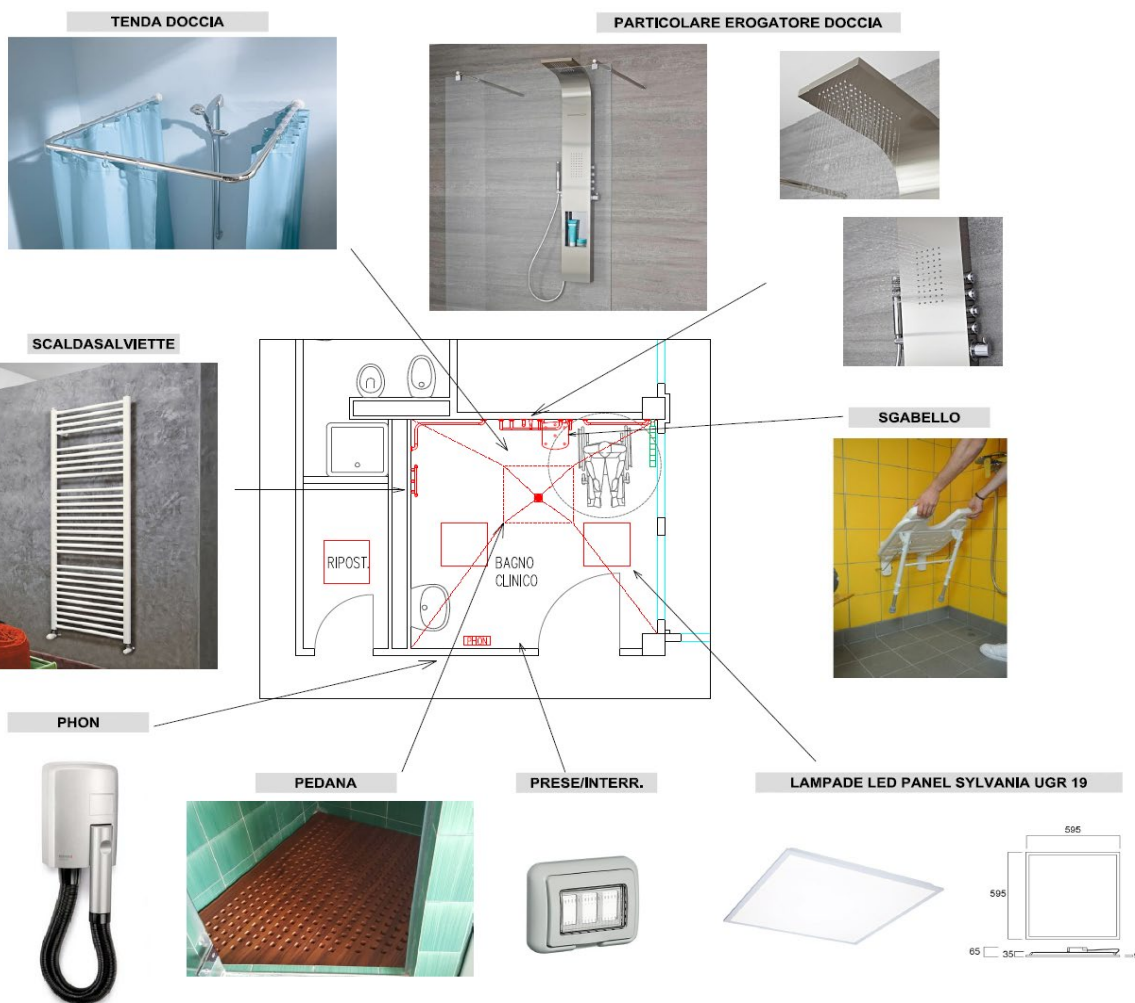 TENDA DOCCIA
PARTICOLARE EROGATORE DOCCIA
SCALDASALVIETTE
SGABELLO
RIPOST.
BAGNO
CLINICO
PHON
PHON
PEDANA
PRESE/INTERR.
LAMPADE LED PANEL SYLVANIA UGR 19
595
595
65
35